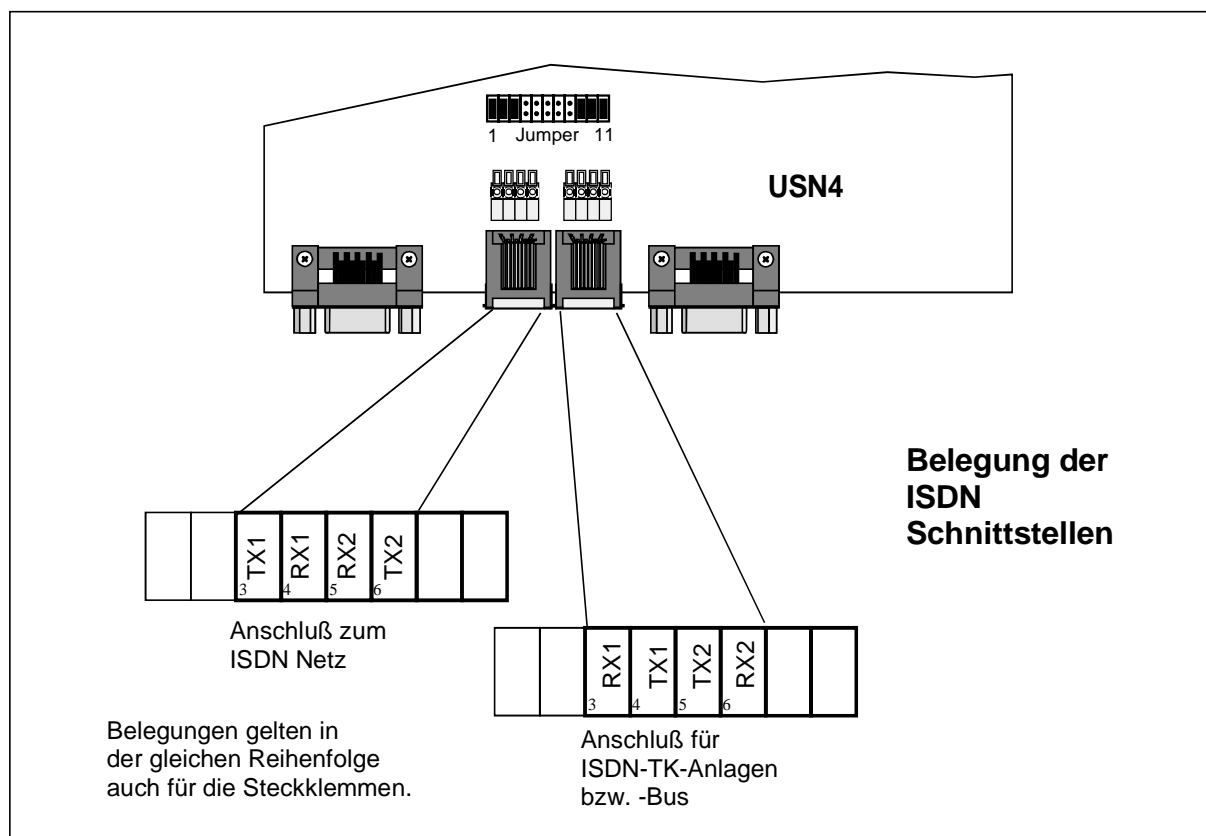 1 Jumper 11
USN4
Belegung der
ISDN
Schnittstellen
TX1 RX1 RX2 TX2
3 4 5 6
Anschluß zum
ISDN Netz
RX1 TX1 TX2 RX2
3 4 5 6
Anschluß für
ISDN-TK-Anlagen
bzw. -Bus
Belegungen gelten in
der gleichen Reihenfolge
auch für die Steckklemmen.